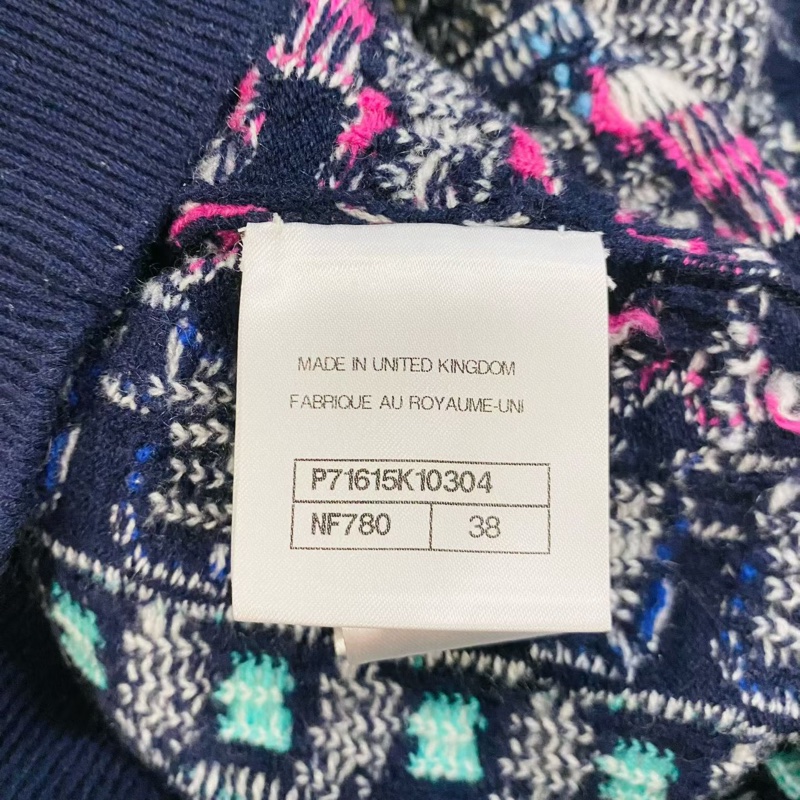 MADE IN UNITED KINGDOM
FABRIQUE AU ROYAUME-UNI
P71615K10304
NF780 38